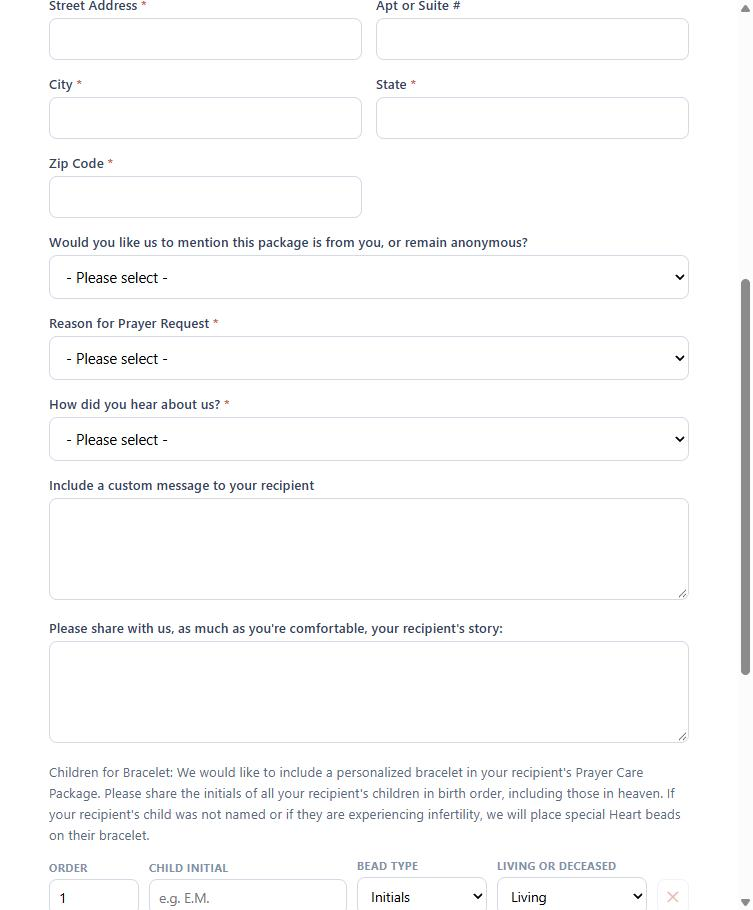 Street Address *
Apt or Suite #
City *
State *
Zip Code *
Would you like us to mention this package is from you, or remain anonymous?
- Please select -
Reason for Prayer Request *
- Please select -
How did you hear about us? *
- Please select -
Include a custom message to your recipient
Please share with us, as much as you're comfortable, your recipient's story:
Children for Bracelet: We would like to include a personalized bracelet in your recipient's Prayer Care
Package. Please share the initials of all your recipient's children in birth order, including those in heaven. If
your recipient's child was not named or if they are experiencing infertility, we will place special Heart beads
on their bracelet.
ORDER
CHILD INITIAL
BEAD TYPE
LIVING OR DECEASED
1
e.g. E.M.
Initials
Living